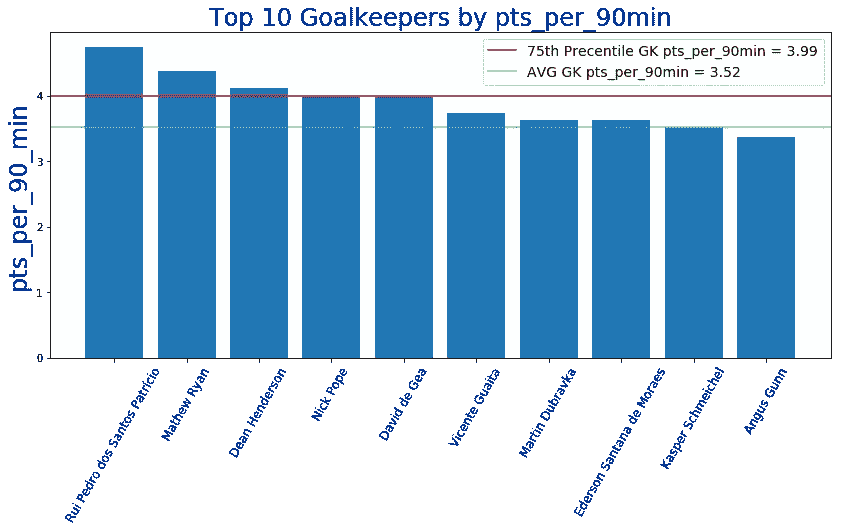 Top 10 Goalkeepers by pts_per_90min
75th Precentile GK pts_per_90min = 3.99
AVG GK pts_per_90min = 3.52
pts_per_90_min
4
3
2
1
0
Rui Pedro dos Santos Patrício
Mathew Ryan
Dean Henderson
Nick Pope
David de Gea
Vicente Guaita
Martin Dubravka
Ederson Santana de Moraes
Kasper Schmeichel
Angus Gunn